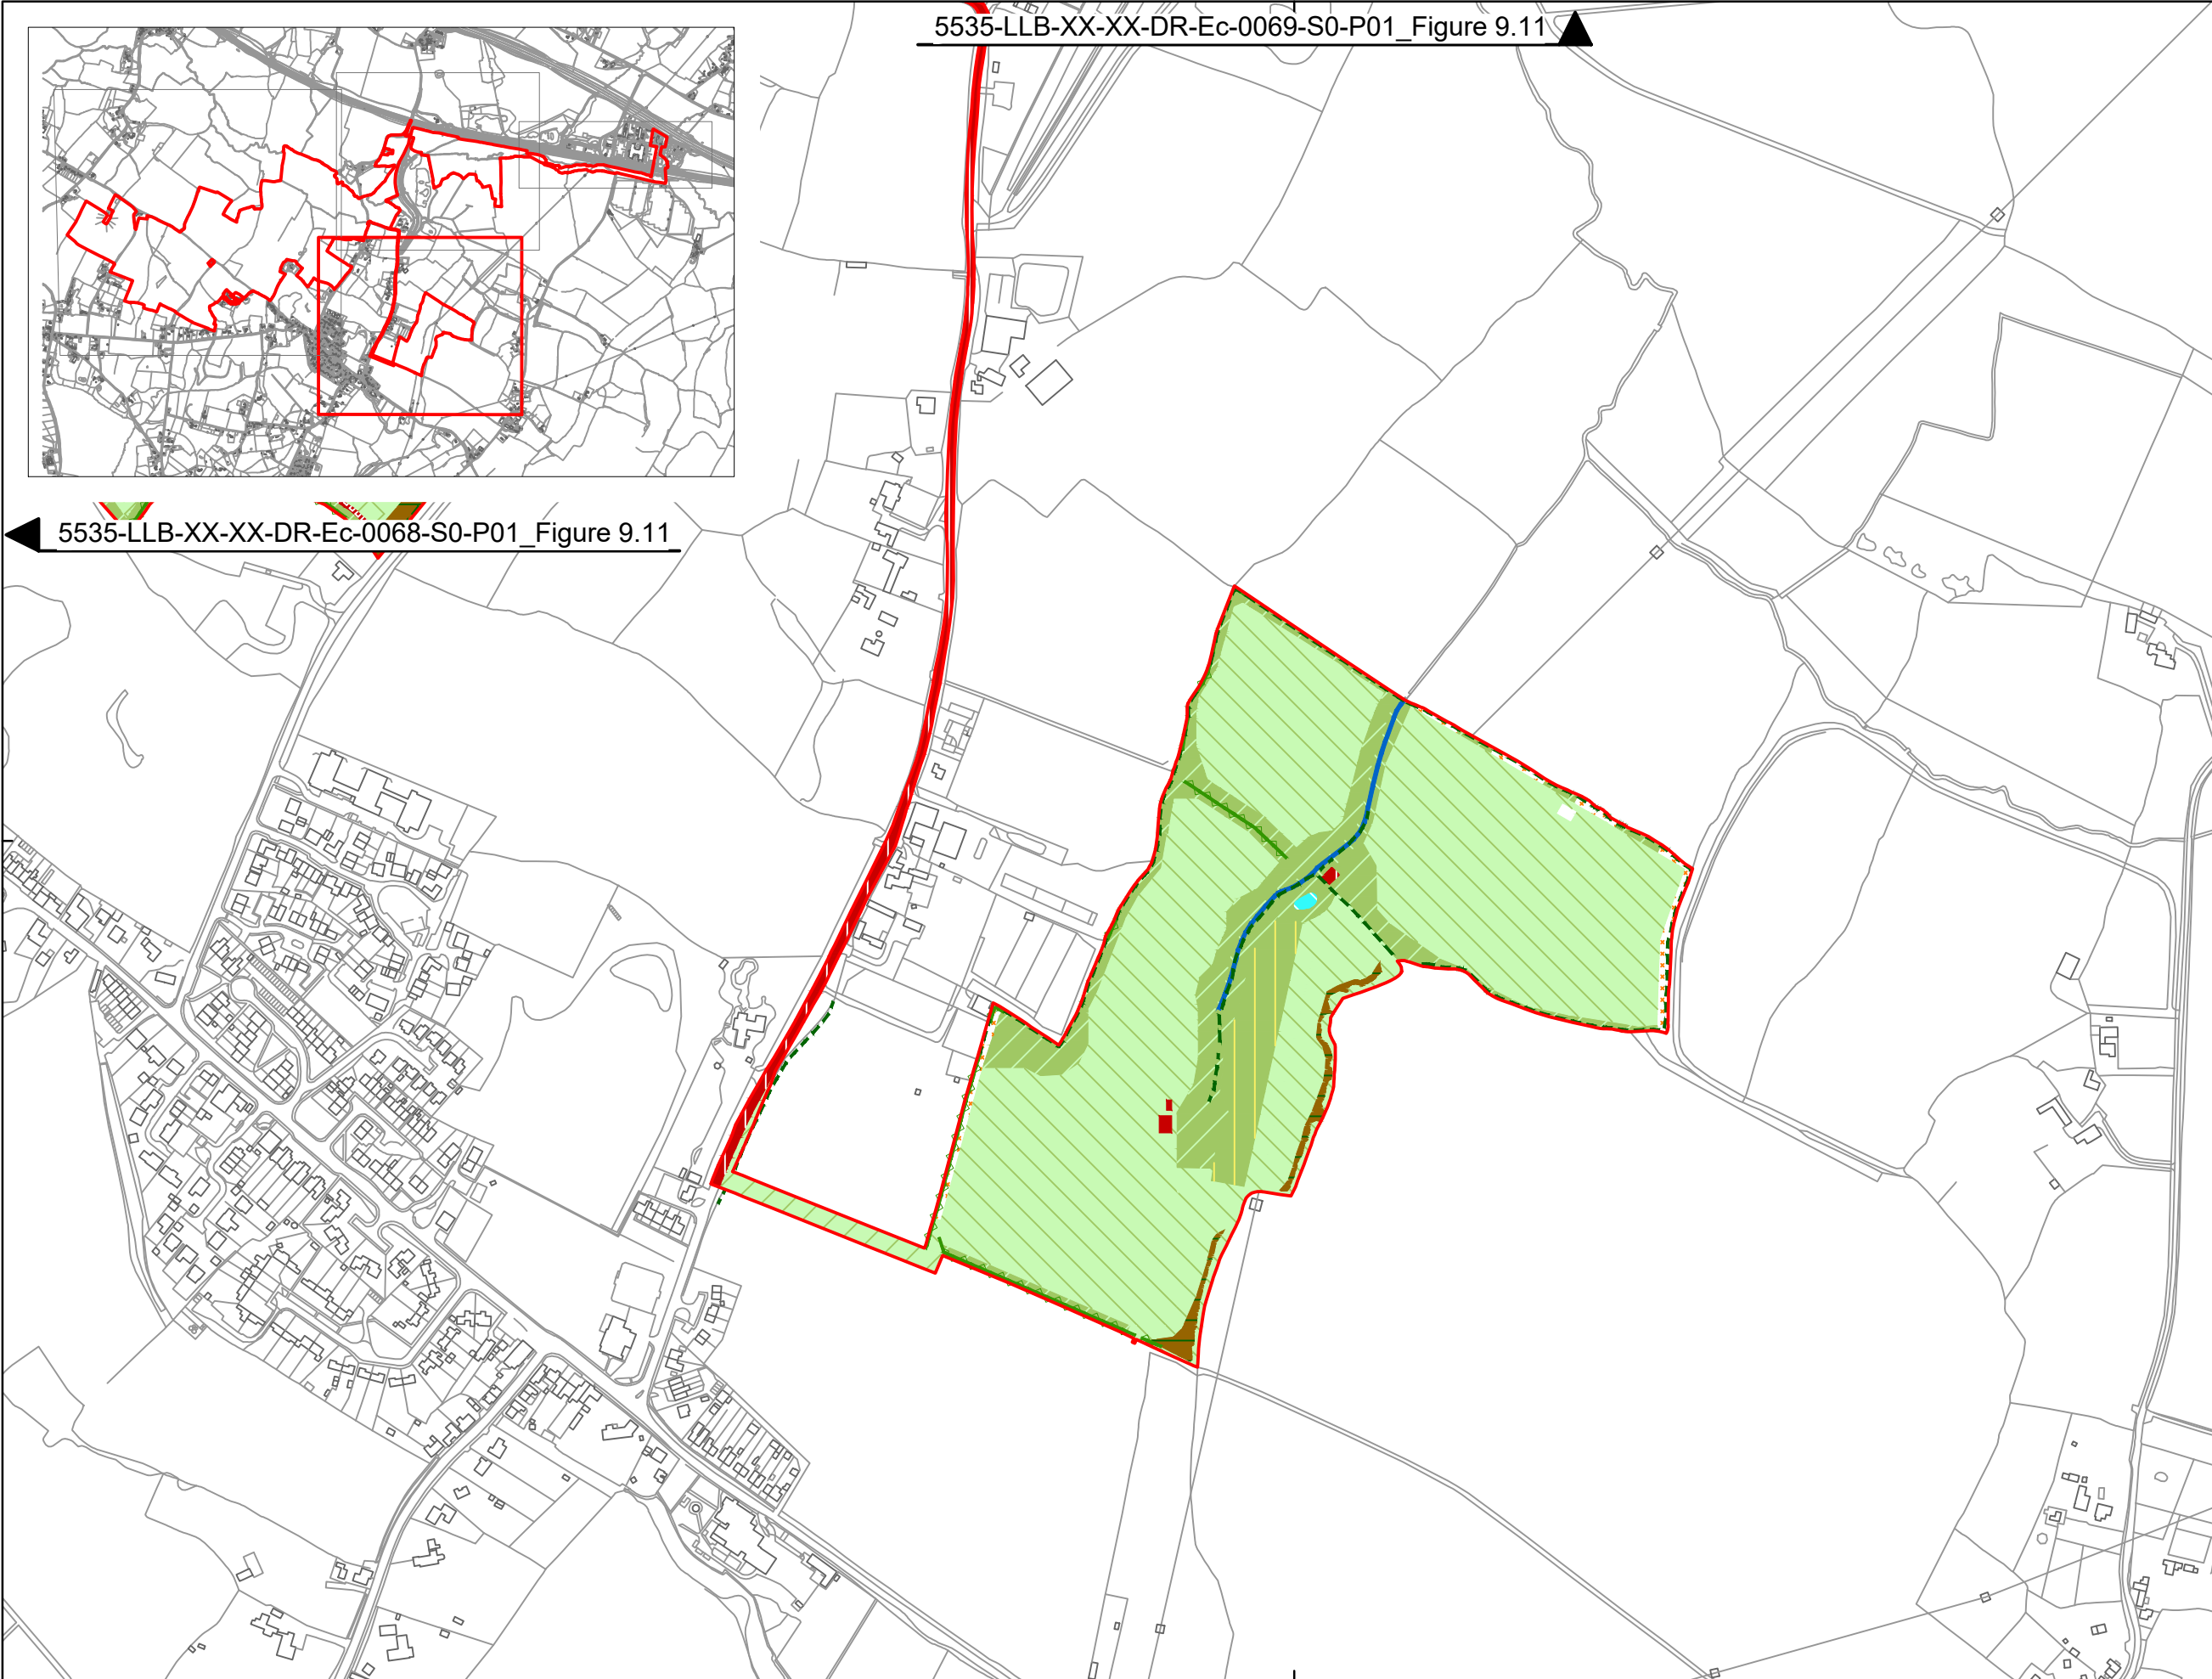 5535-LLB-XX-XX-DR-Ec-0069-S0-P01_Figure 9.11
5535-LLB-XX-XX-DR-Ec-0068-S0-P01_Figure 9.11